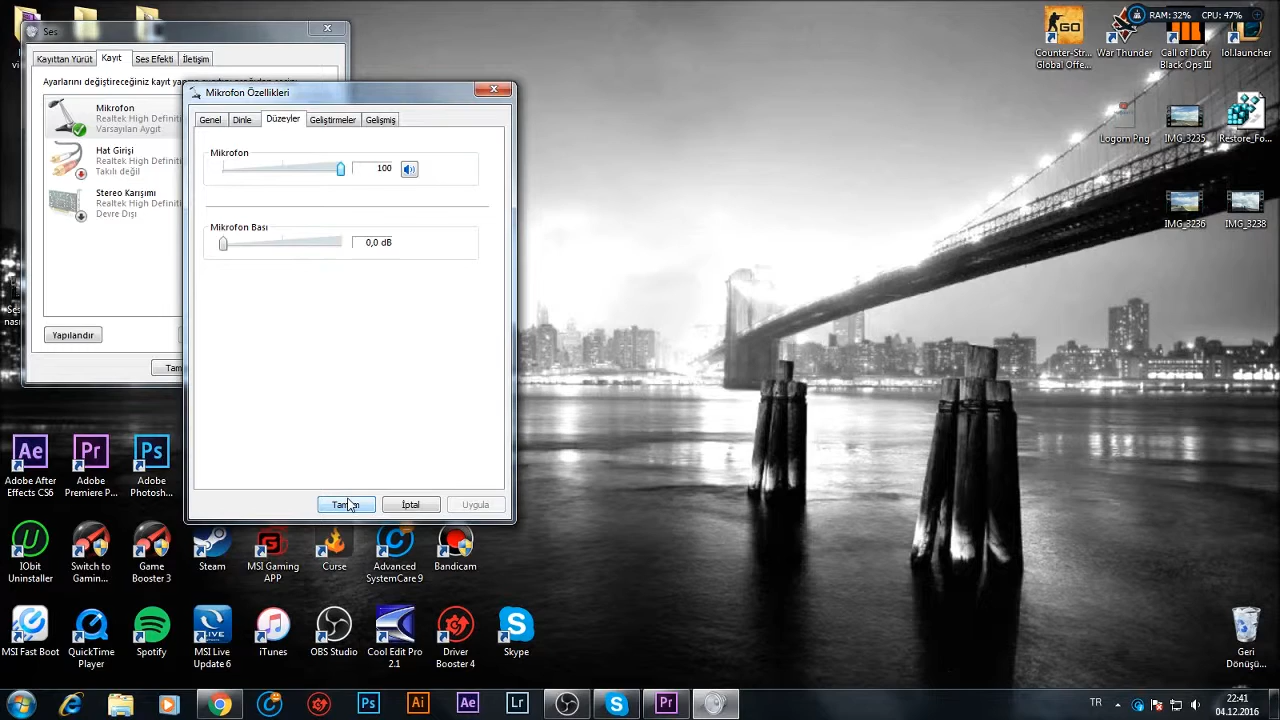 Ses
Kayıttan Yürüt
Kayıt
Ses Efekti
İletişim
Mikrofon
Realtek High Definiti
Varsayılan Aygıt
Hat Girişi
Realtek High Definiti
Takılı değil
Stereo Karışımı
Realtek High Definiti
Devre Dışı
Yapılandır
Mikrofon Özellikleri
Genel
Dinle
Düzeyler
Geliştirmeler
Gelişmiş
Mikrofon
100
Mikrofon Bası
0,0 dB
İptal
Uygula
RAM: 32%
CPU: 47%
Counter-Str...
Global Offe...
War Thunder
Call of Duty
Black Ops III
lol.launcher
Logom Png
IMG_3235
Restore_Fo...
IMG_3236
IMG_3238
Adobe After
Effects CS6
Adobe
Premiere P...
Adobe
Photosh...
IObit
Uninstaller
Switch to
Gamin...
Game
Booster 3
Steam
MSI Gaming
APP
Curse
Advanced
SystemCare 9
Bandicam
MSI Fast Boot
QuickTime
Player
Spotify
MSI Live
Update 6
iTunes
OBS Studio
Cool Edit Pro
2.1
Driver
Booster 4
Skype
Geri
Dönüşü...
TR
22:41
04.12.2016